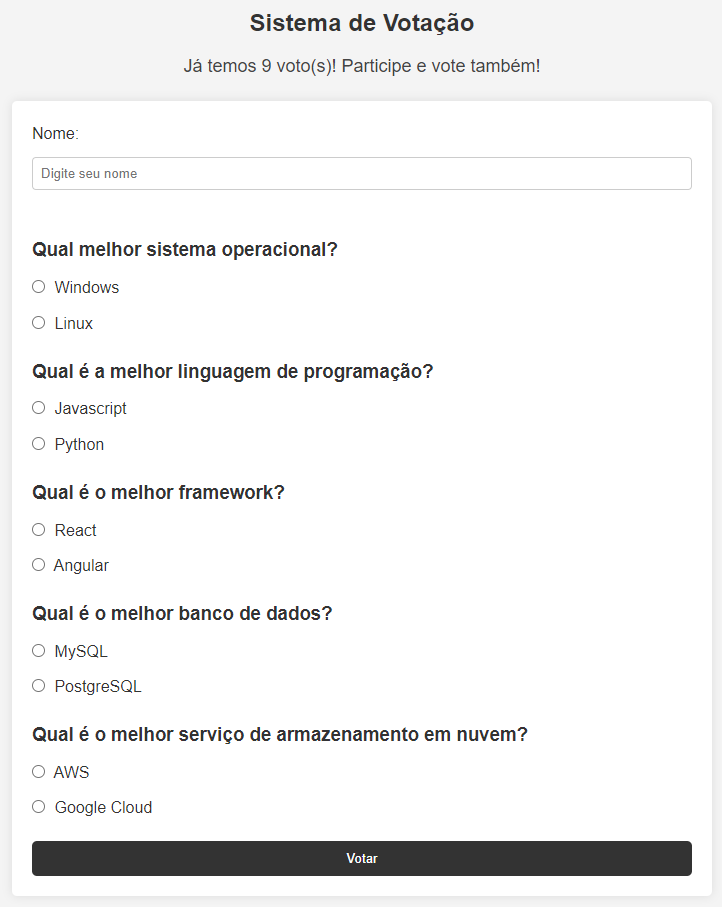 Sistema de Votação
Já temos 9 voto(s)! Participe e vote também!
Nome:
Digite seu nome
Qual melhor sistema operacional?
Windows
Linux
Qual é a melhor linguagem de programação?
Javascript
Python
Qual é o melhor framework?
React
Angular
Qual é o melhor banco de dados?
MySQL
PostgreSQL
Qual é o melhor serviço de armazenamento em nuvem?
AWS
Google Cloud
Votar